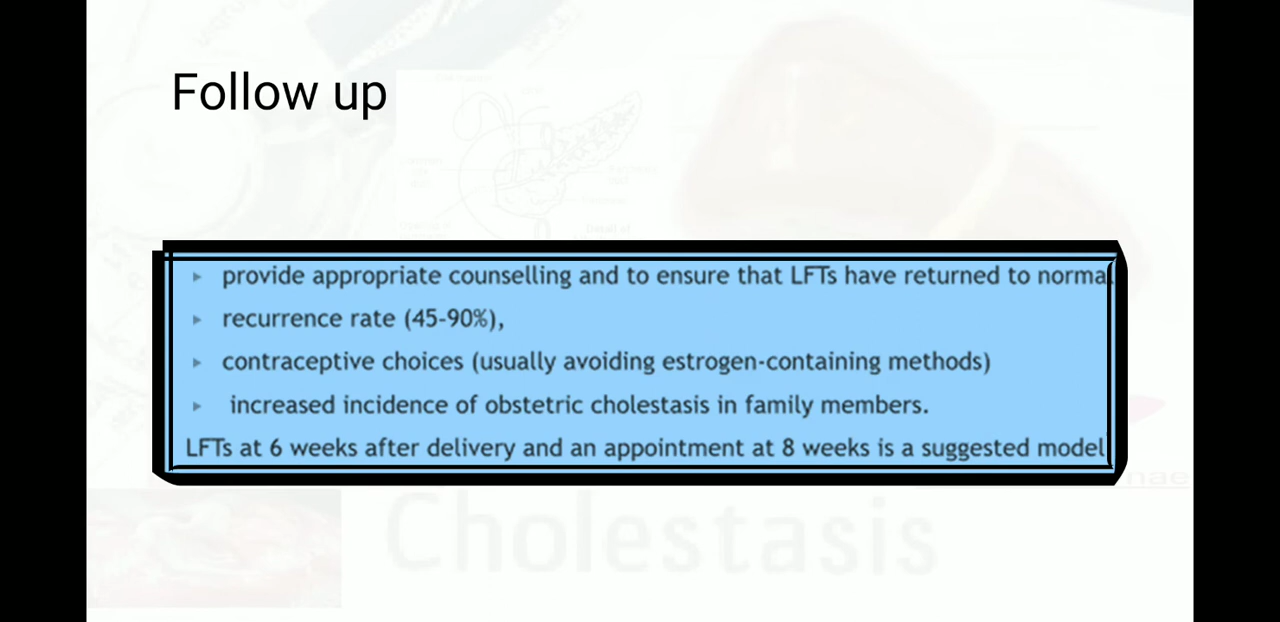 Follow up
provide appropriate counselling and to ensure that LFTs have returned to normal
recurrence rate (45-90%),
contraceptive choices (usually avoiding estrogen-containing methods)
increased incidence of obstetric cholestasis in family members.
LFTs at 6 weeks after delivery and an appointment at 8 weeks is a suggested model
Cholestasis